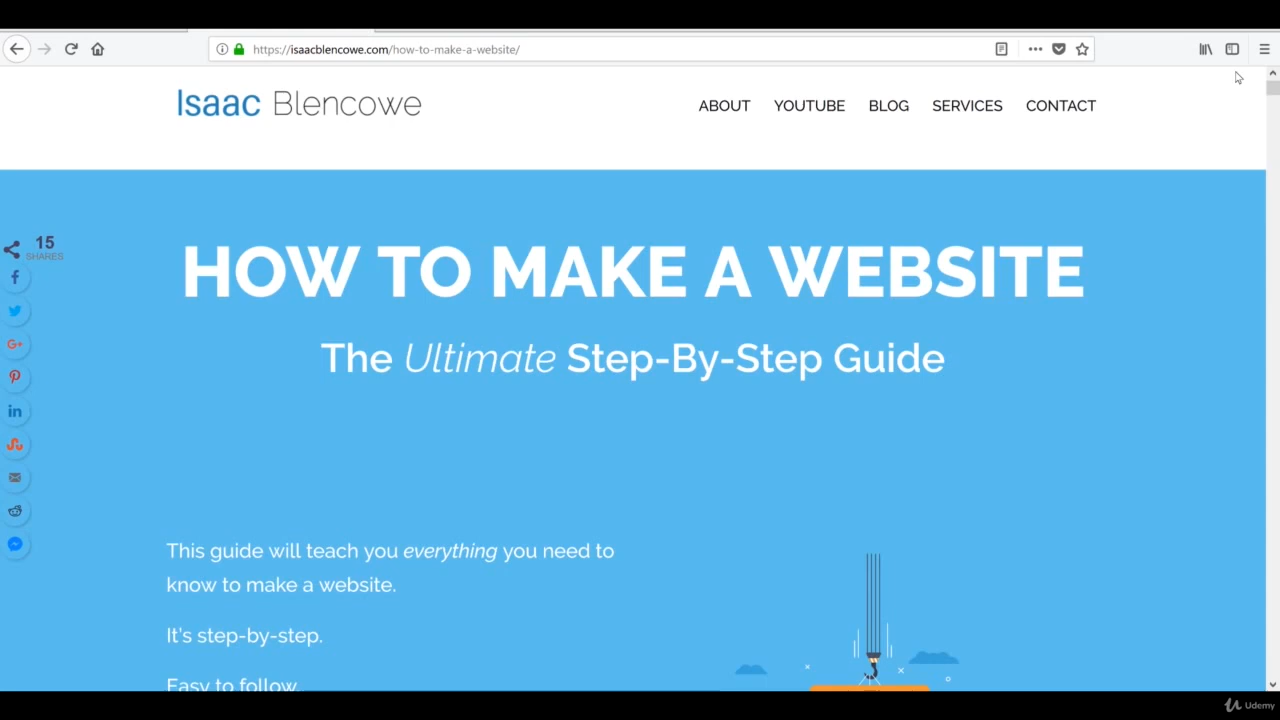 https://isaacblencowe.com/how-to-make-a-website/
Isaac Blencowe
ABOUT YOUTUBE BLOG SERVICES CONTACT
15
SHARES
HOW TO MAKE A WEBSITE
The Ultimate Step-By-Step Guide
This guide will teach you everything you need to
know to make a website.
It's step-by-step.
Easy to follow.
Udemy